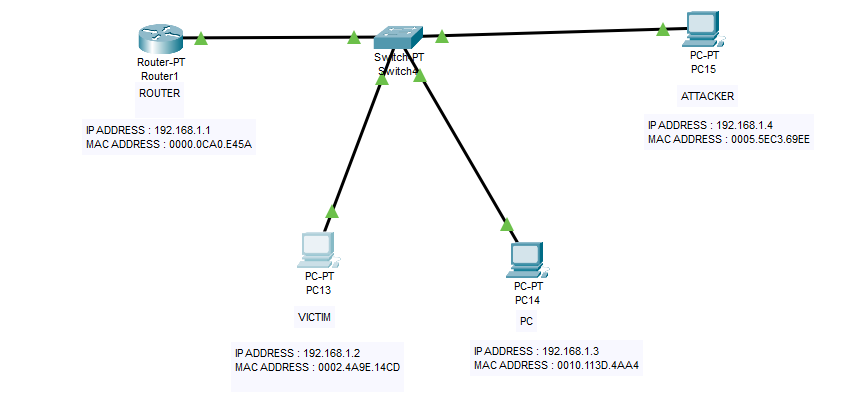 Router-PT
Router1
ROUTER
IP ADDRESS : 192.168.1.1
MAC ADDRESS : 0000.0CA0.E45A
Switch-PT
Switch4
PC-PT
PC15
ATTACKER
IP ADDRESS : 192.168.1.4
MAC ADDRESS : 0005.5EC3.69EE
PC-PT
PC13
VICTIM
IP ADDRESS : 192.168.1.2
MAC ADDRESS : 0002.4A9E.14CD
PC-PT
PC14
PC
IP ADDRESS : 192.168.1.3
MAC ADDRESS : 0010.113D.4AA4